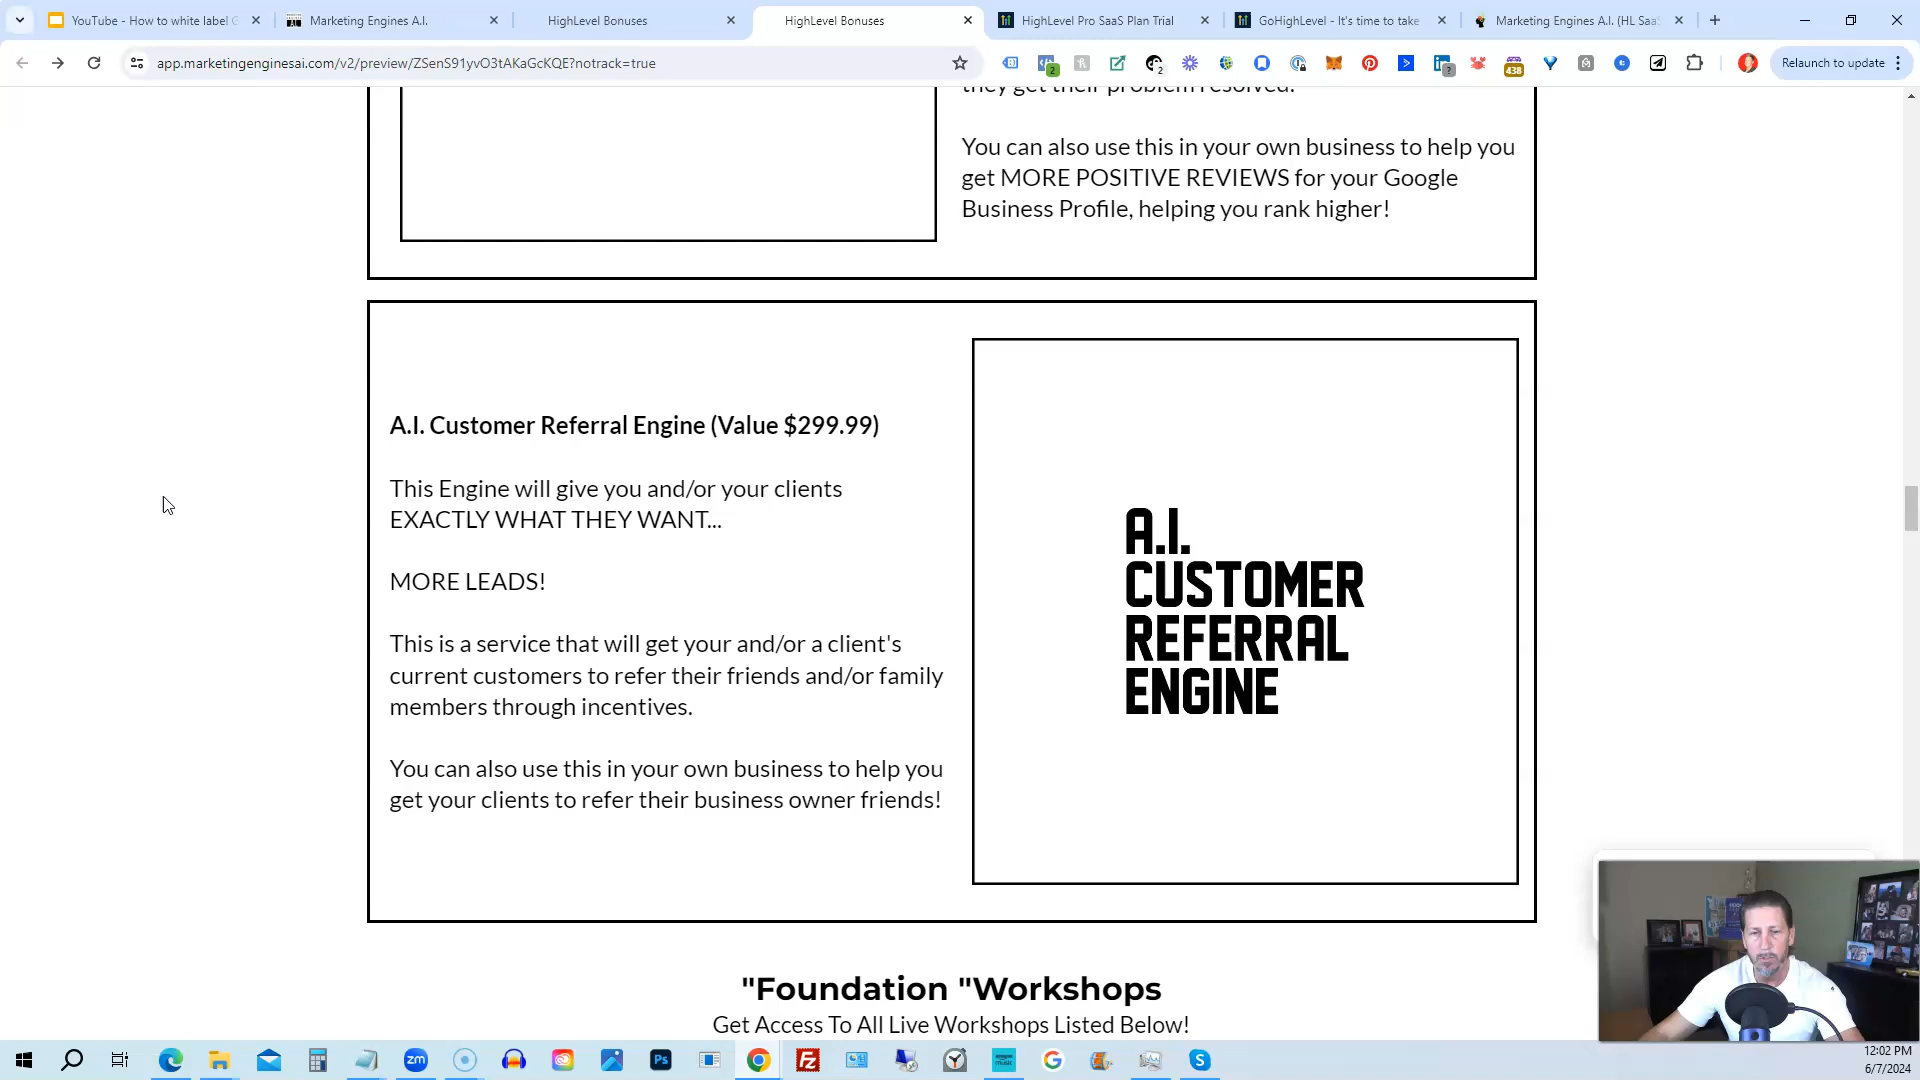 YouTube - How to white label G
Marketing Engines A.I.
HighLevel Bonuses
HighLevel Bonuses
HighLevel Pro SaaS Plan Trial
GoHighLevel - It's time to take
Marketing Engines A.I. (HL Saa
app.marketingenginesai.com/v2/preview/ZSenS91yvO3tAKaGcKQE?notrack=true
Relaunch to update
they get their problem resolved.
You can also use this in your own business to help you
get MORE POSITIVE REVIEWS for your Google
Business Profile, helping you rank higher!
A.I. Customer Referral Engine (Value $299.99)
This Engine will give you and/or your clients
EXACTLY WHAT THEY WANT...
MORE LEADS!
This is a service that will get your and/or a client's
current customers to refer their friends and/or family
members through incentives.
You can also use this in your own business to help you
get your clients to refer their business owner friends!
A.I.
CUSTOMER
REFERRAL
ENGINE
"Foundation "Workshops
Get Access To All Live Workshops Listed Below!
12:02 PM
6/7/2024